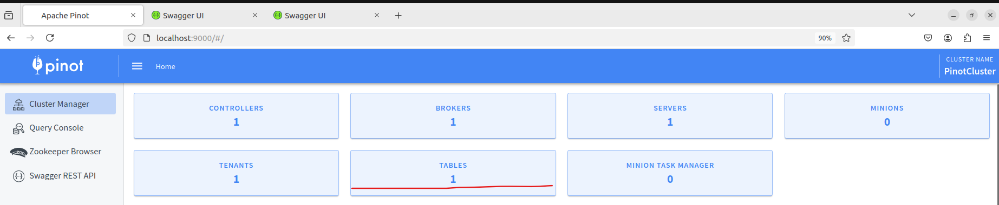 Apache Pinot
Swagger UI
Swagger UI
localhost:9000/#/
90%
pinot
Home
CLUSTER NAME
PinotCluster
Cluster Manager
Query Console
Zookeeper Browser
Swagger REST API
CONTROLLERS
1
BROKERS
1
SERVERS
1
MINIONS
0
TENANTS
1
TABLES
1
MINION TASK MANAGER
0